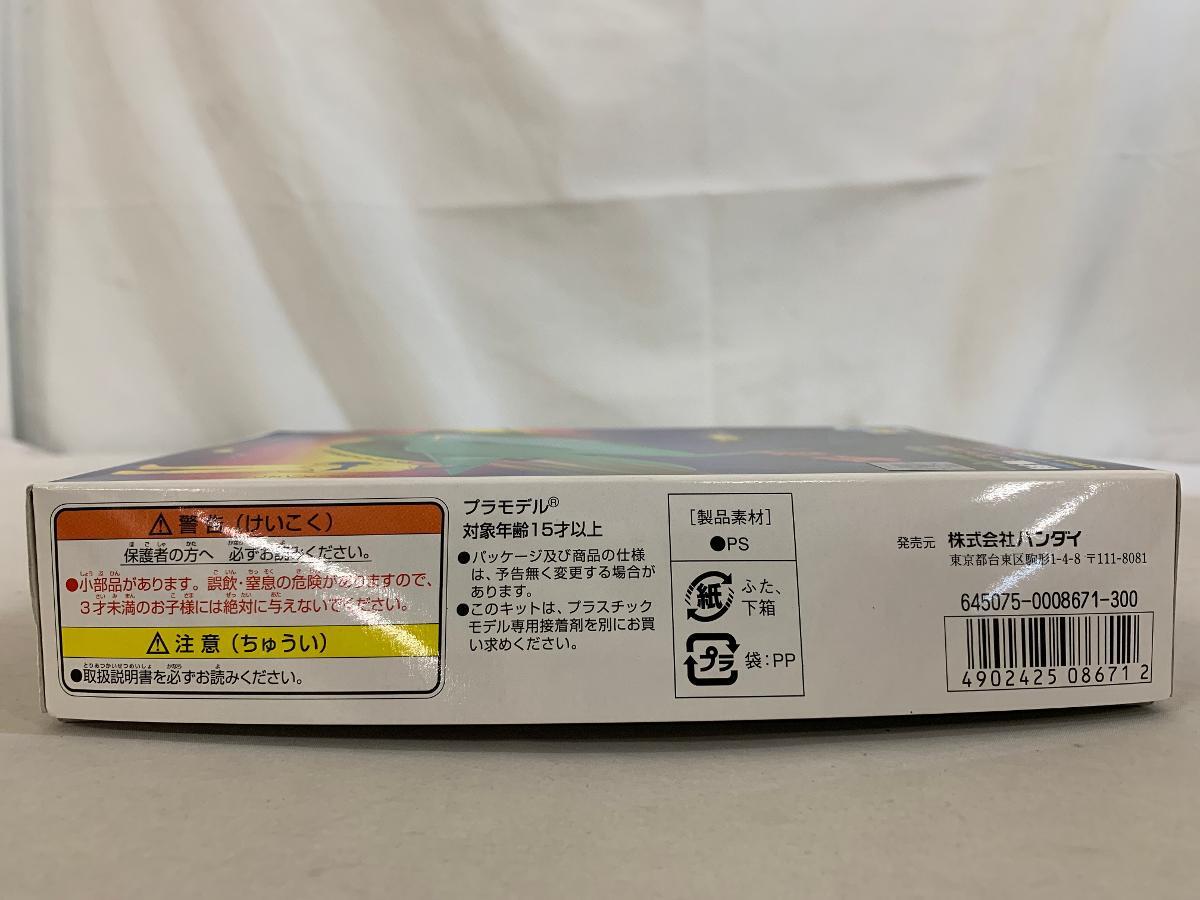 ⚠警告（けいこく）
保護者の方へ 必ずお読みください。
●小部品があります。誤飲・窒息の危険がありますので、
3才未満のお子様には絶対に与えないでください。
⚠注意（ちゅうい）
●取扱説明書を必ずお読みください。
プラモデル®
対象年齢15才以上
●パッケージ及び商品の仕様
は、予告無く変更する場合が
あります。
●このキットは、プラスチック
モデル専用接着剤を別にお買
い求めください。
［製品素材］
●PS
紙 ふた、
下箱
プラ 袋：PP
発売元 株式会社バンダイ
東京都台東区駒形1-4-8 〒111-8081
645075-0008671-300
4902425 08671 2